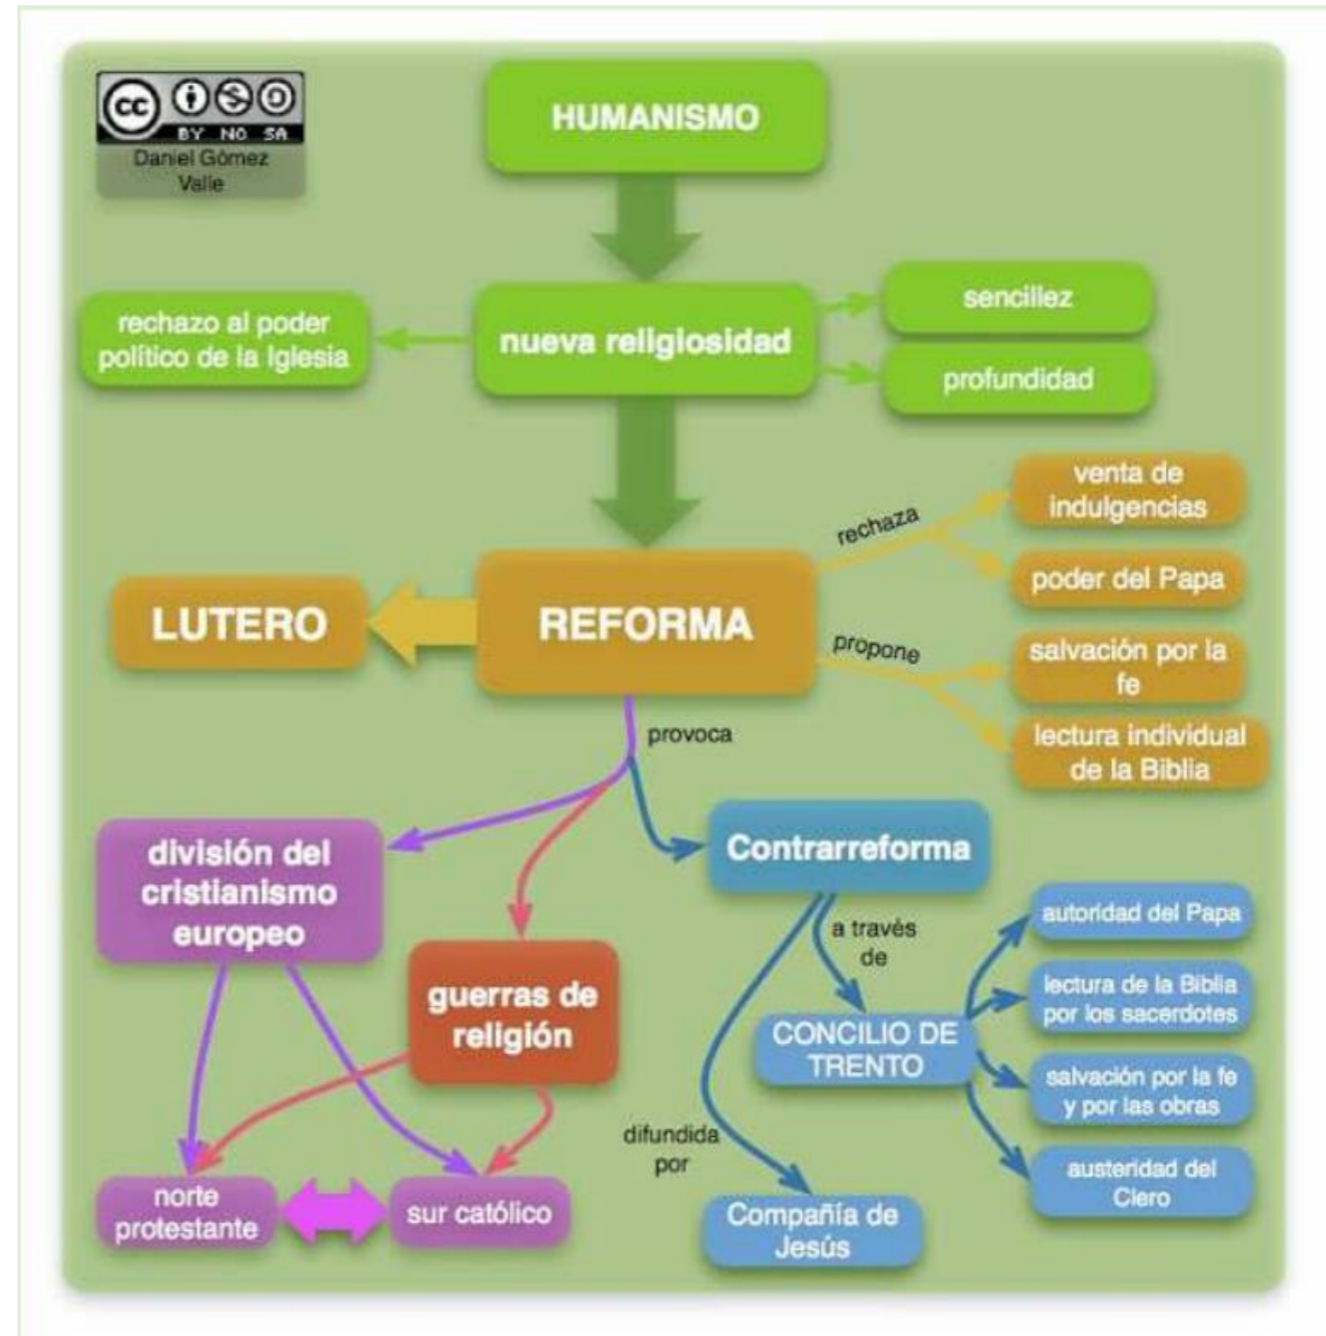 cc
BY NC SA
Daniel Gómez
Valle
HUMANISMO
rechazo al poder
político de la Iglesia
nueva religiosidad
sencillez
profundidad
LUTERO
REFORMA
rechaza
venta de
indulgencias
poder del Papa
propone
salvación por la
fe
lectura individual
de la Biblia
provoca
división del
cristianismo
europeo
guerras de
religión
norte
protestante
sur católico
Contrarreforma
a través
de
CONCILIO DE
TRENTO
autoridad del Papa
lectura de la Biblia
por los sacerdotes
salvación por la fe
y por las obras
austeridad del
Clero
difundida
por
Compañía de
Jesús